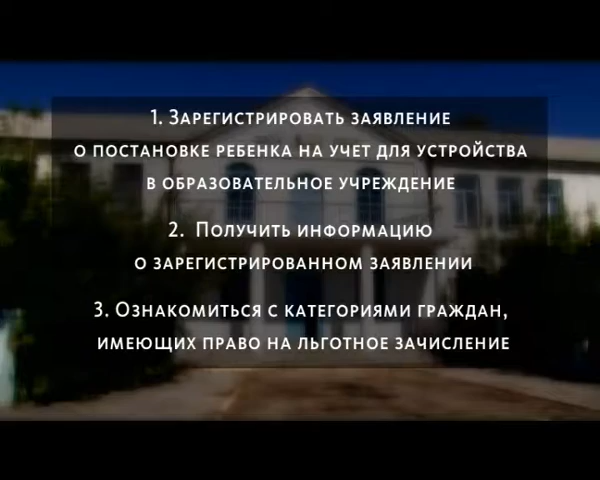 1. Зарегистрировать заявление
о постановке ребенка на учет для устройства
в образовательное учреждение
2. Получить информацию
о зарегистрированном заявлении
3. Ознакомиться с категориями граждан,
имеющих право на льготное зачисление